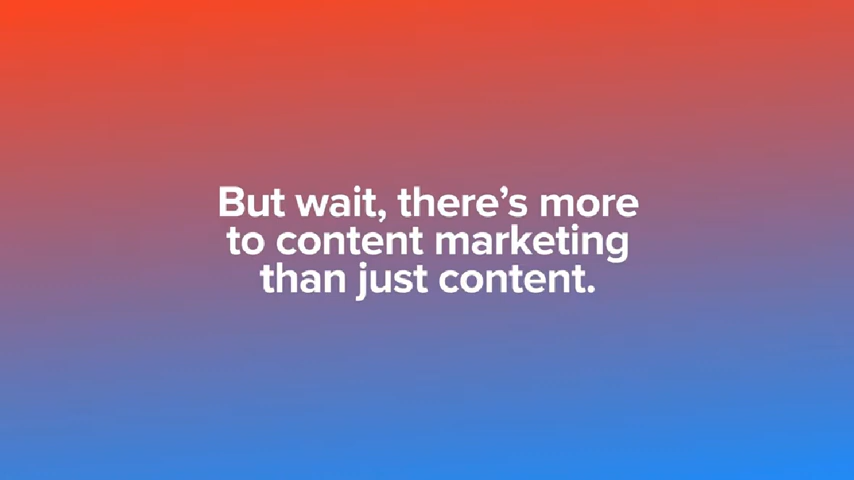 But wait, there’s more
to content marketing
than just content.